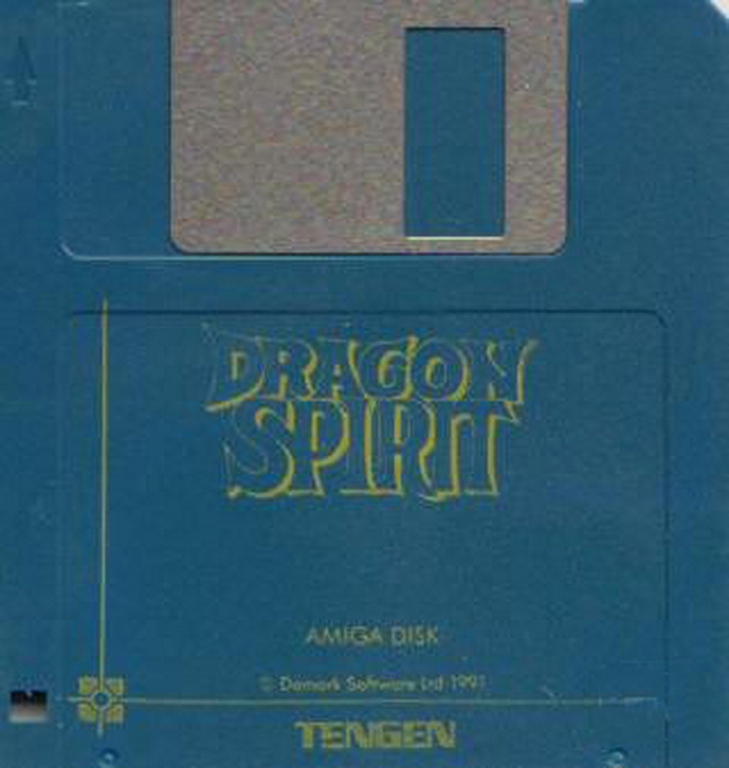 DRAGON
SPIRIT
AMIGA DISK
© Domark Software Ltd 1991
TENGEN